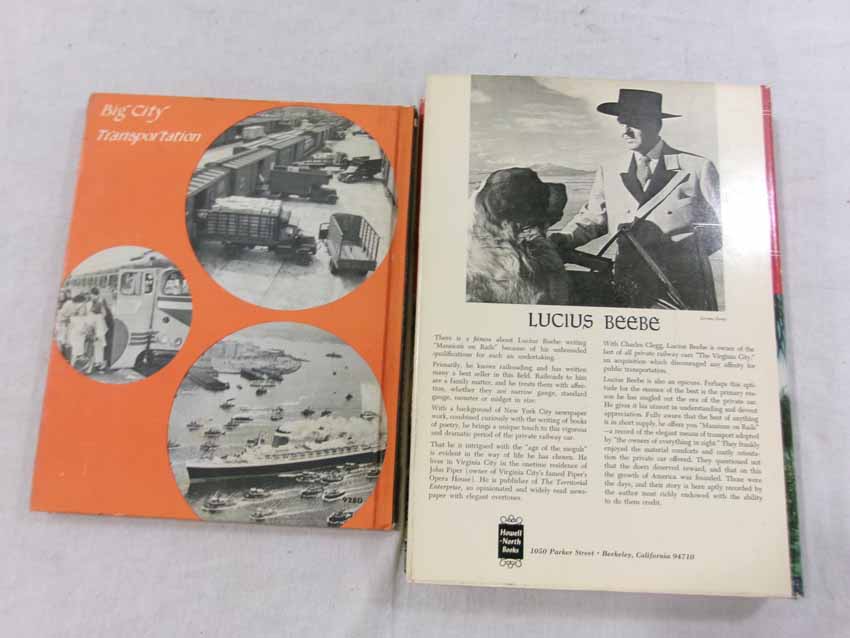 Big City
Transportation
9280
LUCIUS BEEBE
There is a fitness about Lucius Beebe writing
"Mansions on Rails" because of his unbounded
qualifications for such an undertaking.
Primarily, he knows railroading and has written
many a best seller in this field. Railroads to him
are a family matter, and he treats them with affec-
tion, whether they are narrow gauge, standard
gauge, monster or midget in size.
With a background of New York City newspaper
work, combined curiously with the writing of books
of poetry, he brings a unique touch to this vigorous
and dramatic period of the private railway car.
That he is intrigued with the "age of the moguls"
is evident in the way of life he has chosen. He
lives in Virginia City in the onetime residence of
John Piper (owner of Virginia City's famed Piper's
Opera House). He is publisher of The Territorial
Enterprise, an opinionated and widely read news-
paper with elegant overtones.
With Charles Clegg, Lucius Beebe is owner of the
last of all private railway cars "The Virginia City,"
an acquisition which discouraged any affinity for
public transportation.
Lucius Beebe is also an epicure. Perhaps this apti-
tude for the essence of the best is the primary rea-
son he has singled out the era of the private car.
He gives it his utmost in understanding and devout
appreciation. Fully aware that the best of anything
is in short supply, he offers you "Mansions on Rails"
—a record of the elegant means of transport adopted
by "the owners of everything in sight." They frankly
enjoyed the material comforts and costly ostenta-
tion the private car offered. They questioned not
that the doers deserved reward, and that on this
the growth of America was founded. Those were
the days, and their story is here aptly recorded by
the author most richly endowed with the ability
to do them credit.
Howell
-North
Books
1050 Parker Street • Berkeley, California 94710